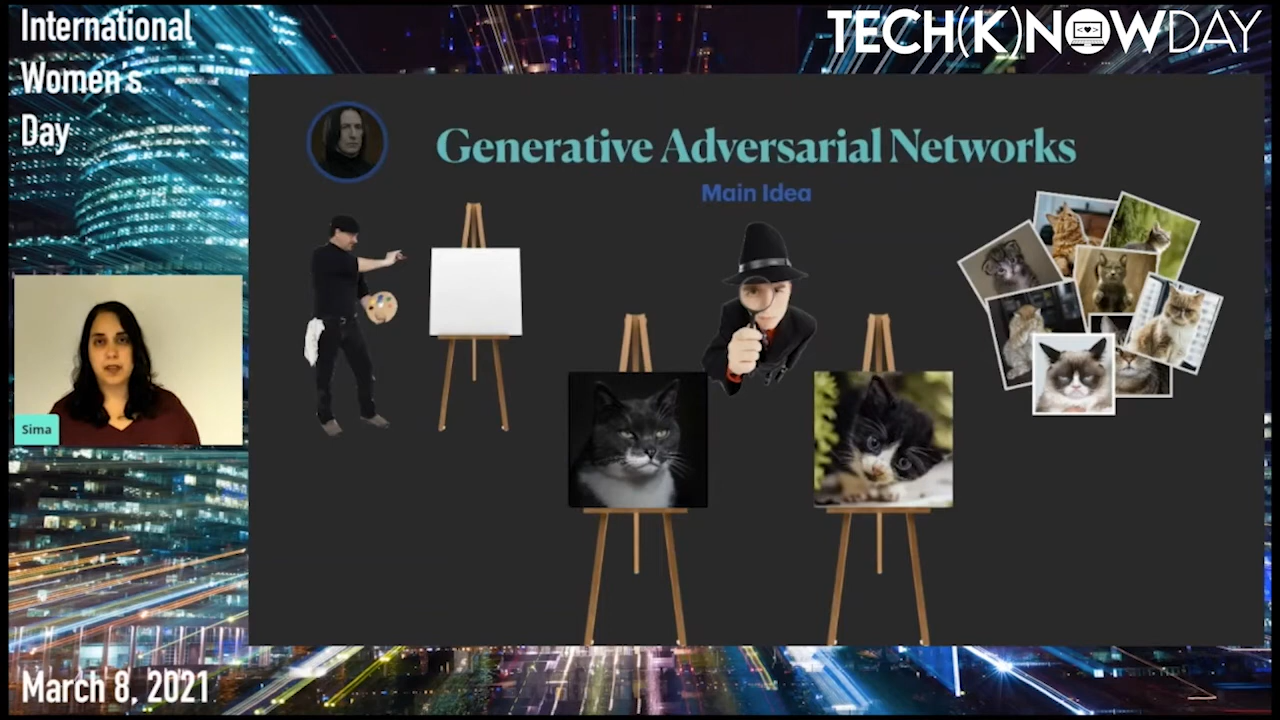 International
Women's
Day
TECH(K)NOWDAY
Generative Adversarial Networks
Main Idea
Sima
March 8, 2021